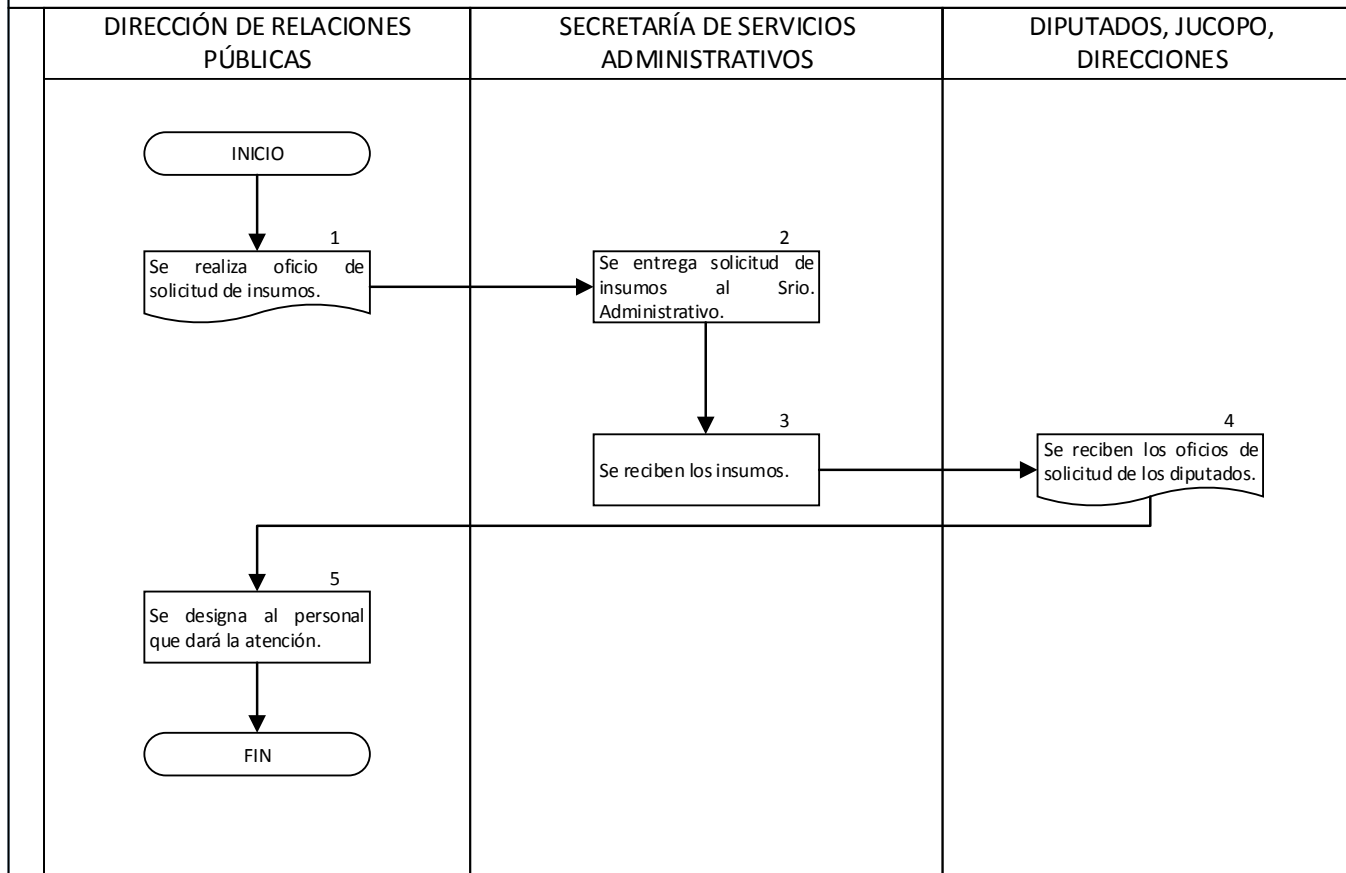 DIRECCIÓN DE RELACIONES
PÚBLICAS
SECRETARÍA DE SERVICIOS
ADMINISTRATIVOS
DIPUTADOS, JUCOPO,
DIRECCIONES
INICIO
1
Se realiza oficio de
solicitud de insumos.
2
Se entrega solicitud de
insumos al Srio.
Administrativo.
3
Se reciben los insumos.
4
Se reciben los oficios de
solicitud de los diputados.
5
Se designa al personal
que dará la atención.
FIN